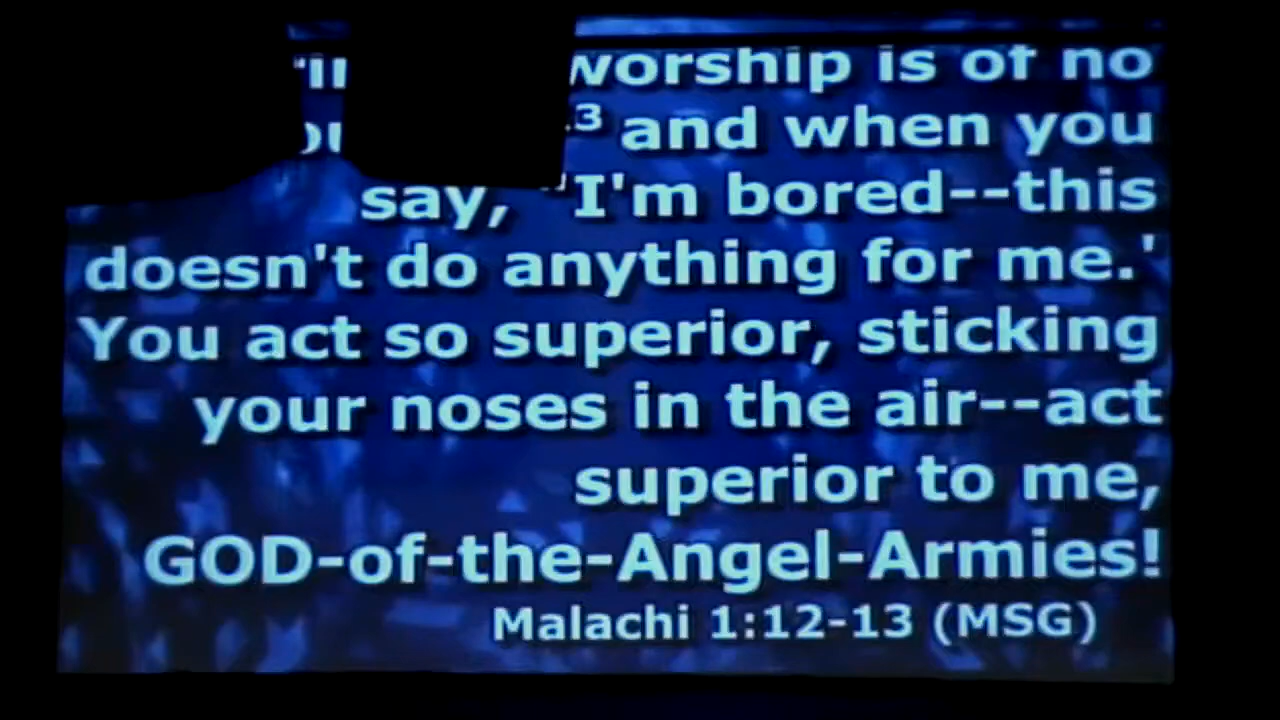 worship is of no
13 and when you
say, 'I'm bored--this
doesn't do anything for me.'
You act so superior, sticking
your noses in the air--act
superior to me,
GOD-of-the-Angel-Armies!
Malachi 1:12-13 (MSG)